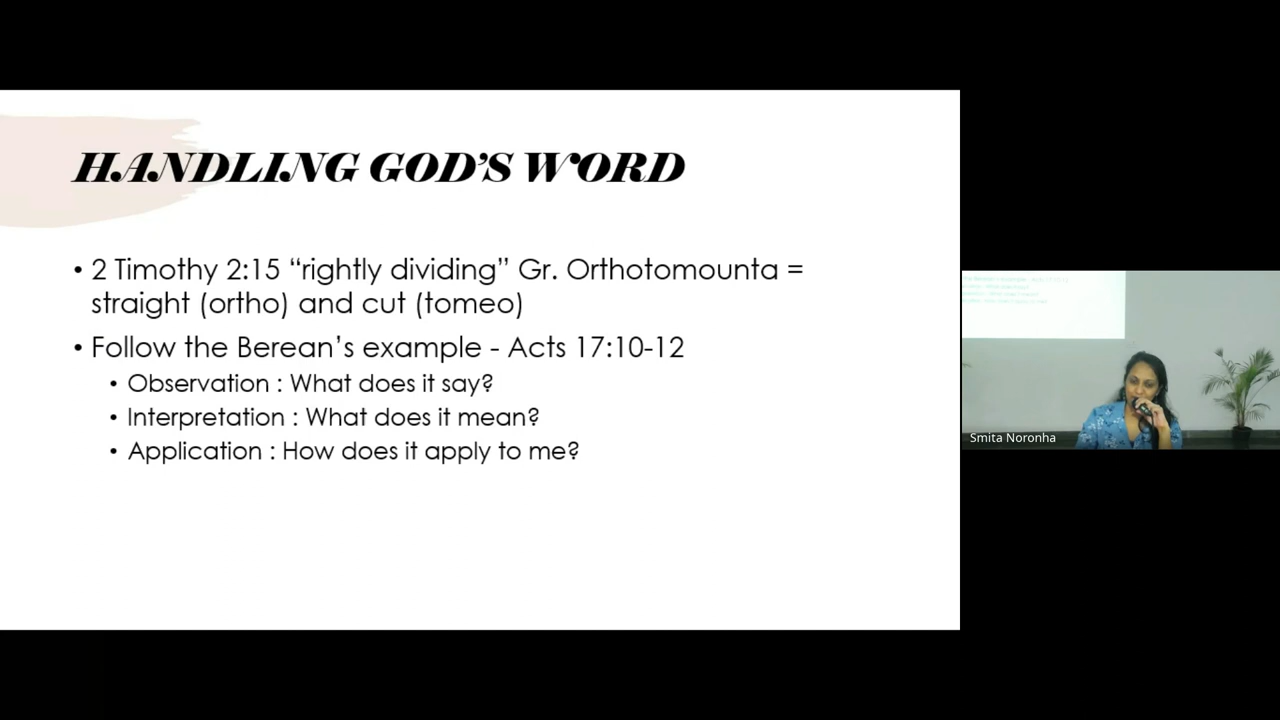 HANDLING GOD'S WORD
• 2 Timothy 2:15 “rightly dividing” Gr. Orthotomounta =
straight (ortho) and cut (tomeo)
• Follow the Berean’s example - Acts 17:10-12
• Observation : What does it say?
• Interpretation : What does it mean?
• Application : How does it apply to me?
Smita Noronha